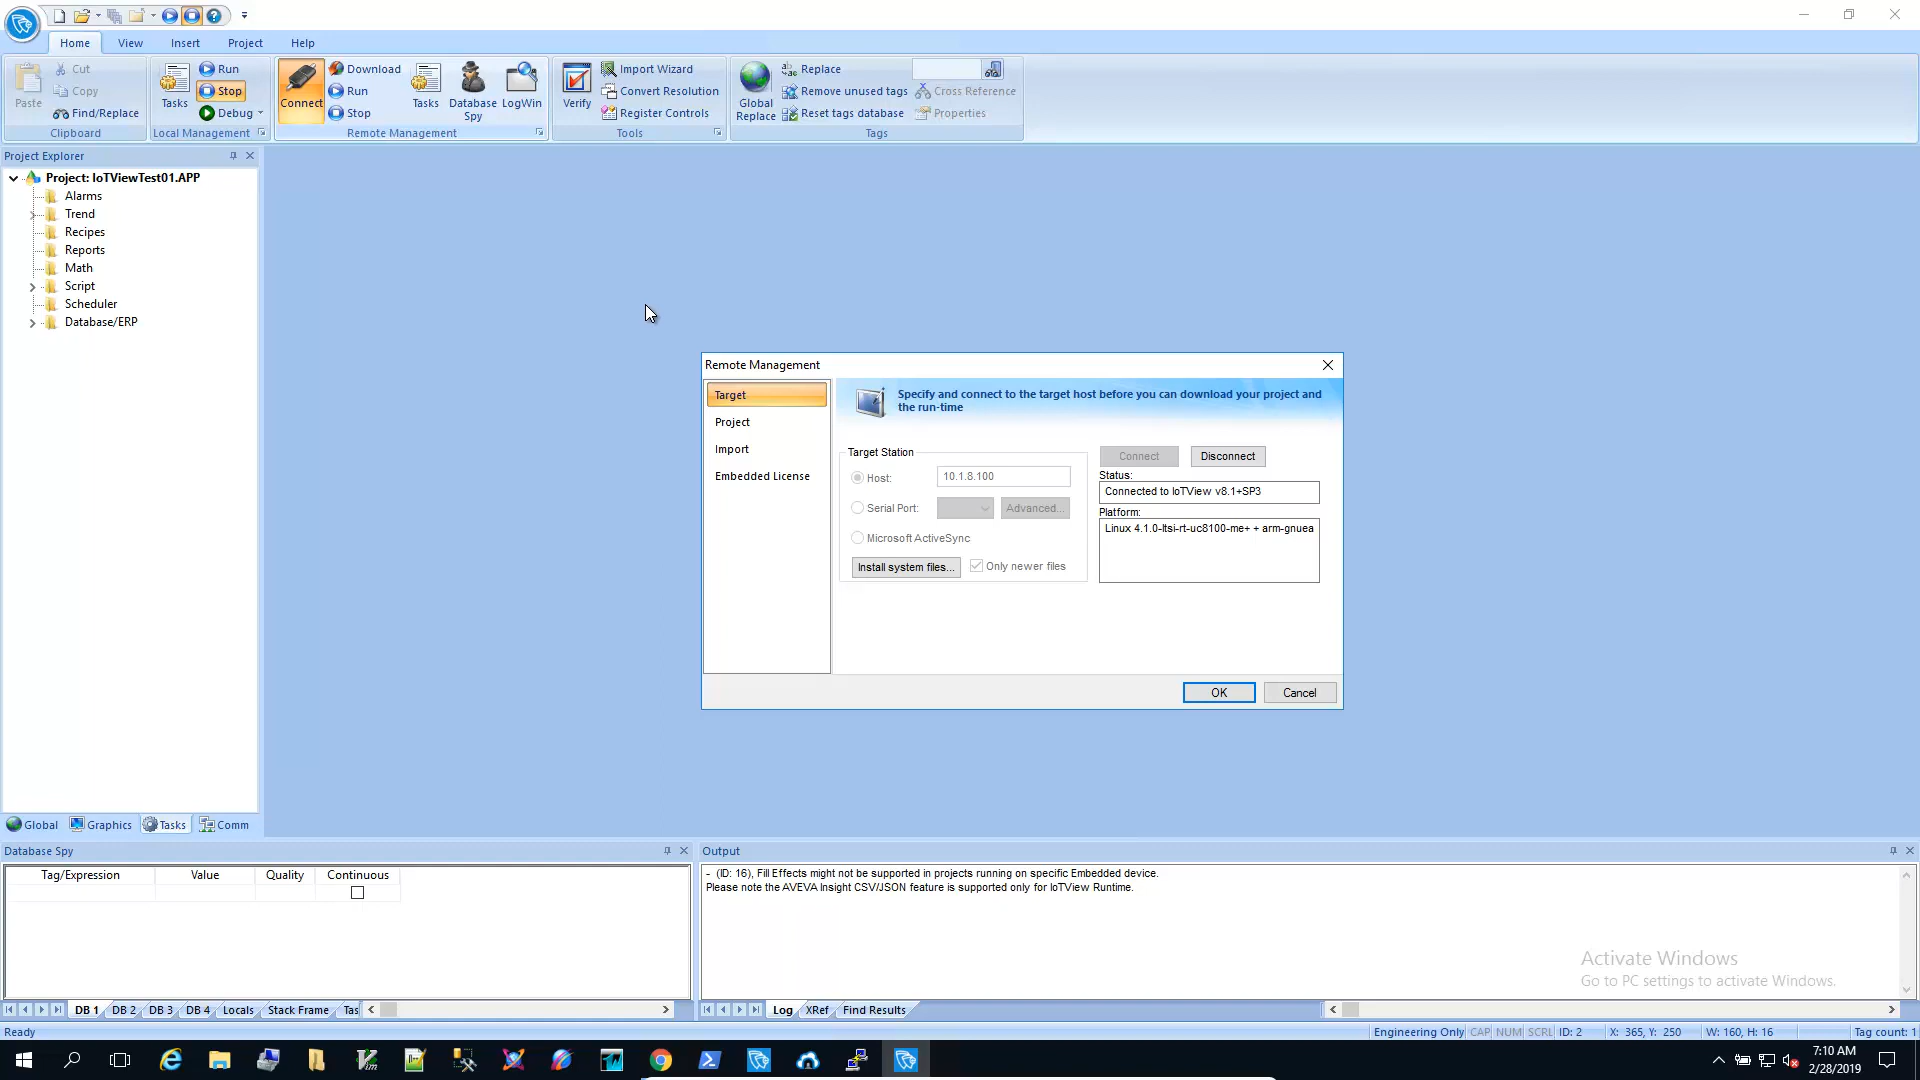 Home View Insert Project Help
Paste
Cut
Copy
Find/Replace
Clipboard
Tasks
Run
Stop
Debug
Local Management
Connect
Download
Run
Stop
Tasks
Database
Spy
LogWin
Remote Management
Verify
Import Wizard
Convert Resolution
Register Controls
Tools
Global
Replace
Replace
Remove unused tags
Reset tags database
Cross Reference
Properties
Tags
Project Explorer
Project: IoTViewTest01.APP
Alarms
Trend
Recipes
Reports
Math
Script
Scheduler
Database/ERP
Global Graphics Tasks Comm
Remote Management
Target
Project
Import
Embedded License
Specify and connect to the target host before you can download your project and
the run-time
Target Station
Host: 10.1.8.100
Serial Port: Advanced...
Microsoft ActiveSync
Install system files... Only newer files
Connect Disconnect
Status:
Connected to IoTView v8.1+SP3
Platform:
Linux 4.1.0-ltsi-rt-uc8100-me+ + arm-gnuea
OK Cancel
Database Spy
Tag/Expression Value Quality Continuous
DB 1 DB 2 DB 3 DB 4 Locals Stack Frame Tas
Output
- (ID: 16), Fill Effects might not be supported in projects running on specific Embedded device.
Please note the AVEVA Insight CSV/JSON feature is supported only for IoTView Runtime.
Activate Windows
Go to PC settings to activate Windows.
Log XRef Find Results
Ready
Engineering Only CAP NUM SCRL ID: 2 X: 365, Y: 250 W: 160, H: 16 Tag count: 1
7:10 AM
2/28/2019